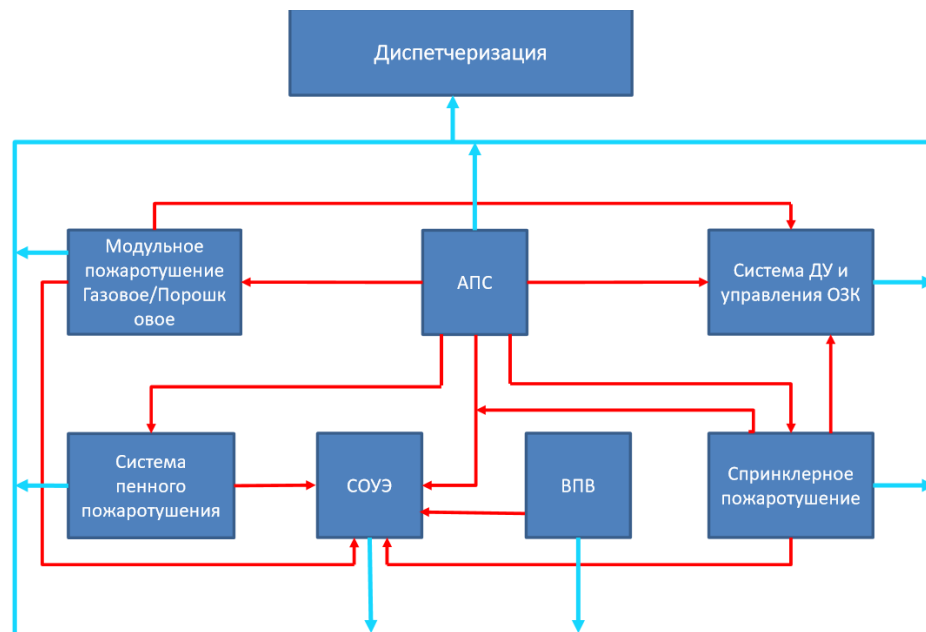 Диспетчеризация
Модульное
пожаротушение
Газовое/Порошк
овое
АПС
Система ДУ и
управления ОЗК
Система
пенного
пожаротушения
СОУЭ
ВПВ
Спринклерное
пожаротушение